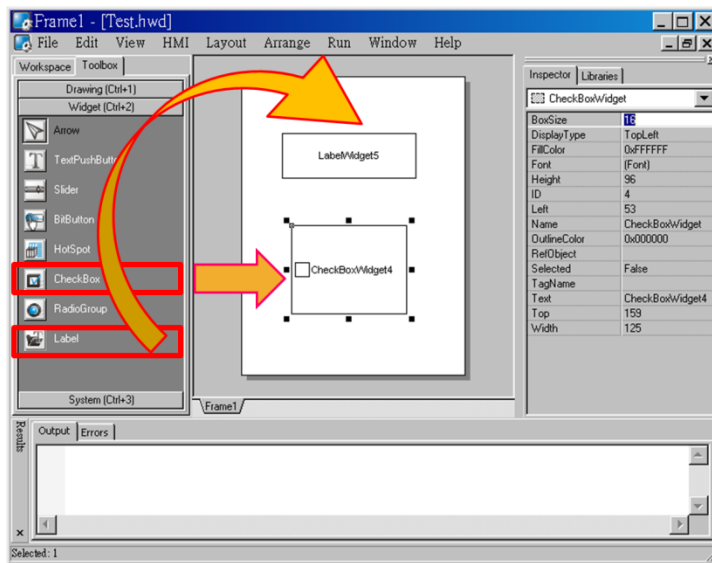 Frame1 - [Test.hwd]
File Edit View HMI Layout Arrange Run Window Help
Workspace Toolbox
Drawing (Ctrl+1)
Widget (Ctrl+2)
Arrow
TextPushButt
Slider
BitButton
HotSpot
CheckBox
RadioGroup
Label
System (Ctrl+3)
LabelWidget5
CheckBoxWidget4
Frame1
Inspector Libraries
CheckBoxWidget
BoxSize 16
DisplayType TopLeft
FillColor 0xFFFFFF
Font (Font)
Height 96
ID 4
Left 53
Name CheckBoxWidget
OutlineColor 0x000000
RefObject
Selected False
TagName
Text CheckBoxWidget4
Top 159
Width 125
Results
Output Errors
Selected: 1